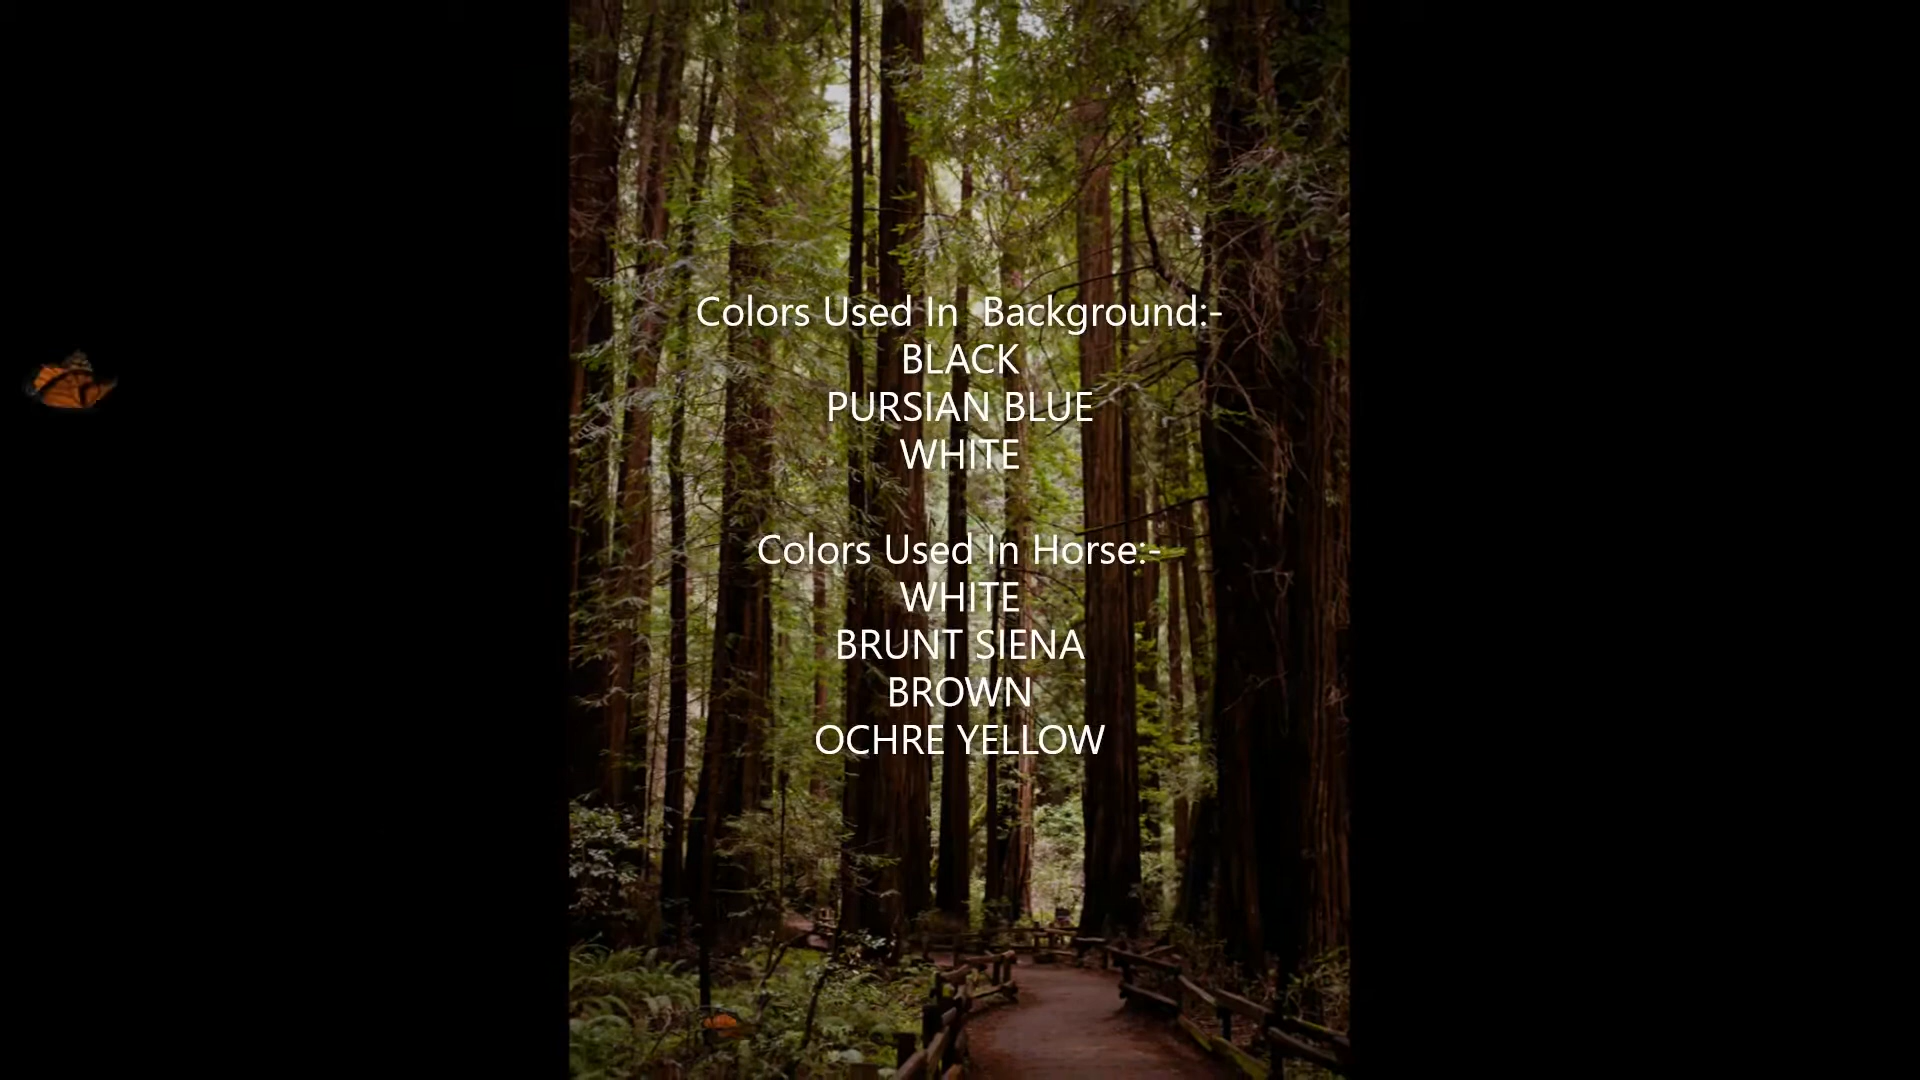 Colors Used In  Background:-
BLACK
PURSIAN BLUE
WHITE
Colors Used In Horse:-
WHITE
BRUNT SIENA
BROWN
OCHRE YELLOW